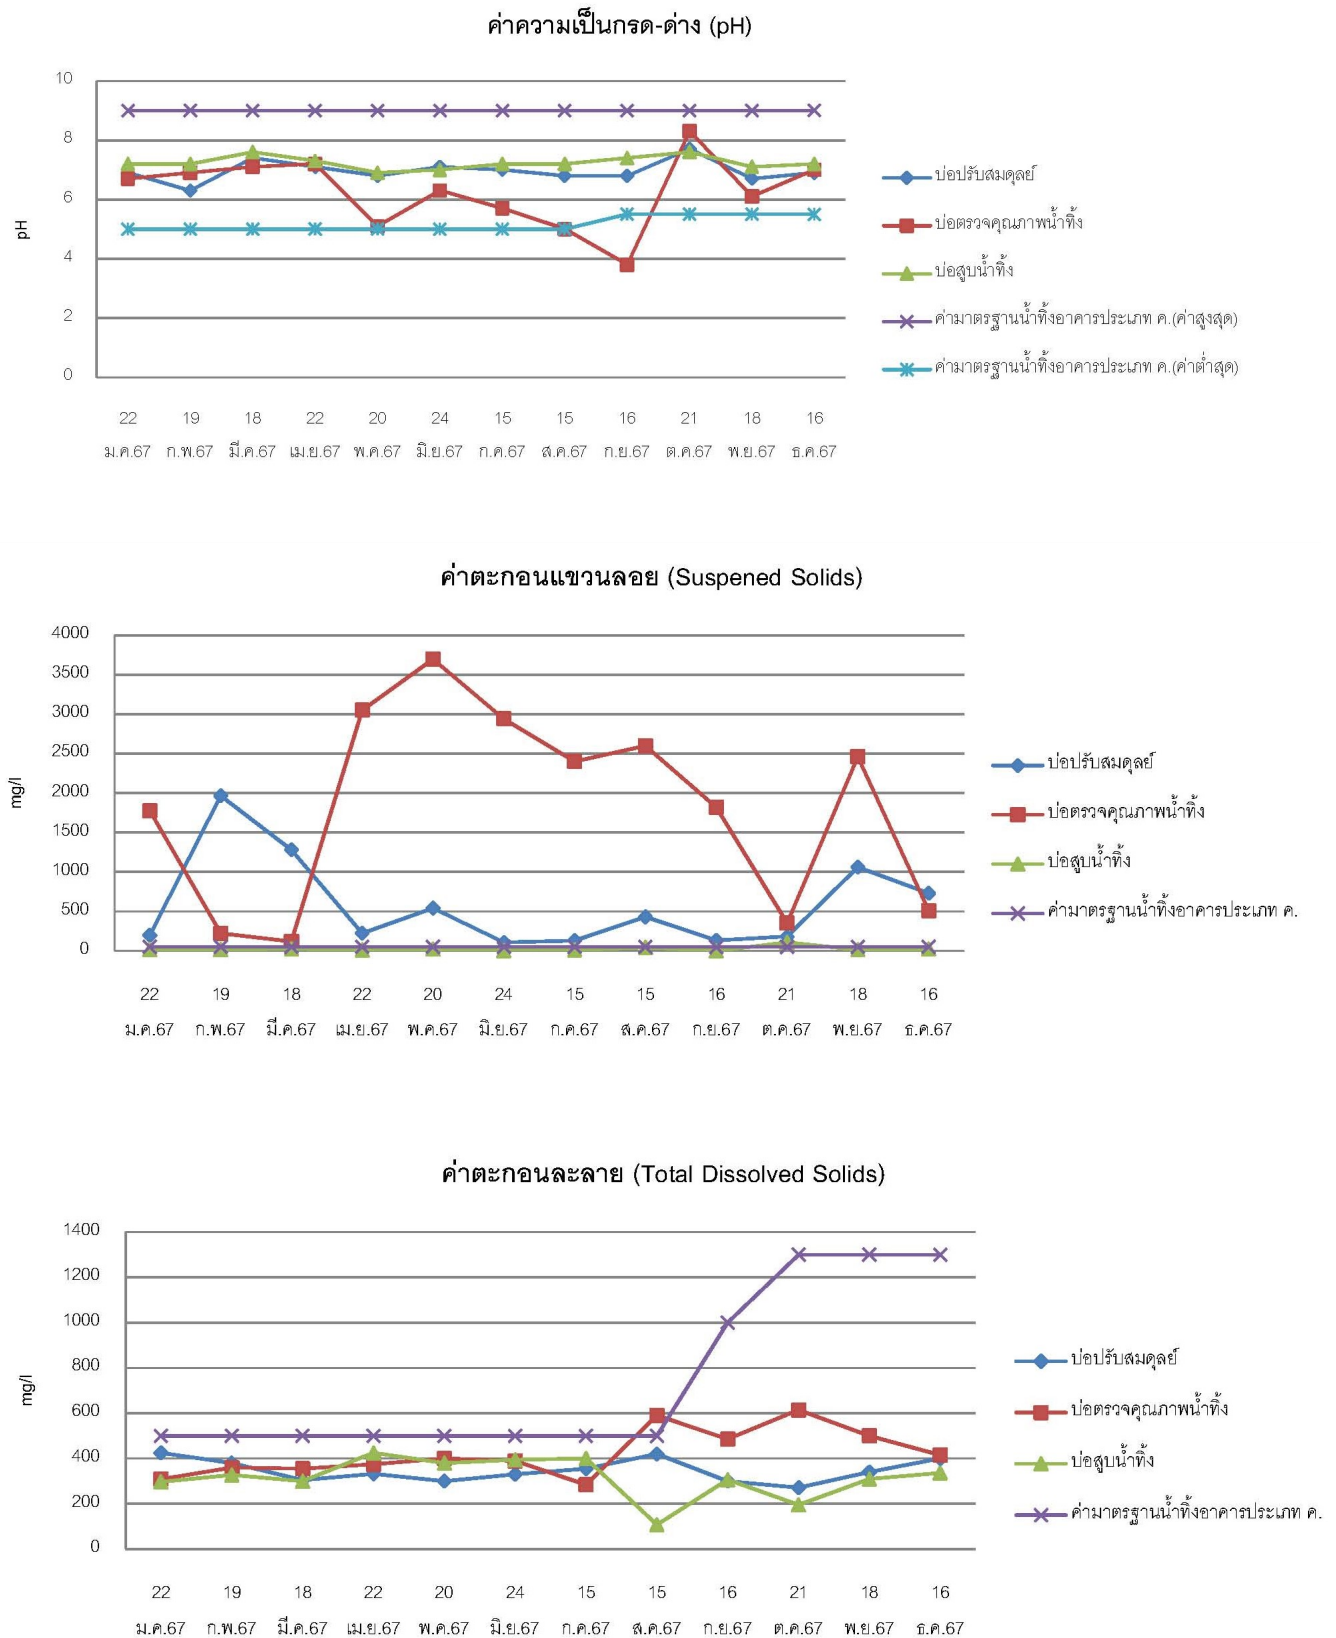 ค่าความเป็นกรด-ด่าง (pH)
10
8
6
4
2
0
pH
22 19 18 22 20 24 15 15 16 21 18 16
ม.ค.67 ก.พ.67 มี.ค.67 เม.ย.67 พ.ค.67 มิ.ย.67 ก.ค.67 ส.ค.67 ก.ย.67 ต.ค.67 พ.ย.67 ธ.ค.67
บ่อปรับสมดุลย์
บ่อตรวจคุณภาพน้ำทิ้ง
บ่อสูบน้ำทิ้ง
ค่ามาตรฐานน้ำทิ้งอาคารประเภท ค.(ค่าสูงสุด)
ค่ามาตรฐานน้ำทิ้งอาคารประเภท ค.(ค่าต่ำสุด)
ค่าตะกอนแขวนลอย (Suspened Solids)
4000
3500
3000
2500
2000
1500
1000
500
0
mg/l
22 19 18 22 20 24 15 15 16 21 18 16
ม.ค.67 ก.พ.67 มี.ค.67 เม.ย.67 พ.ค.67 มิ.ย.67 ก.ค.67 ส.ค.67 ก.ย.67 ต.ค.67 พ.ย.67 ธ.ค.67
บ่อปรับสมดุลย์
บ่อตรวจคุณภาพน้ำทิ้ง
บ่อสูบน้ำทิ้ง
ค่ามาตรฐานน้ำทิ้งอาคารประเภท ค.
ค่าตะกอนละลาย (Total Dissolved Solids)
1400
1200
1000
800
600
400
200
0
mg/l
22 19 18 22 20 24 15 15 16 21 18 16
ม.ค.67 ก.พ.67 มี.ค.67 เม.ย.67 พ.ค.67 มิ.ย.67 ก.ค.67 ส.ค.67 ก.ย.67 ต.ค.67 พ.ย.67 ธ.ค.67
บ่อปรับสมดุลย์
บ่อตรวจคุณภาพน้ำทิ้ง
บ่อสูบน้ำทิ้ง
ค่ามาตรฐานน้ำทิ้งอาคารประเภท ค.